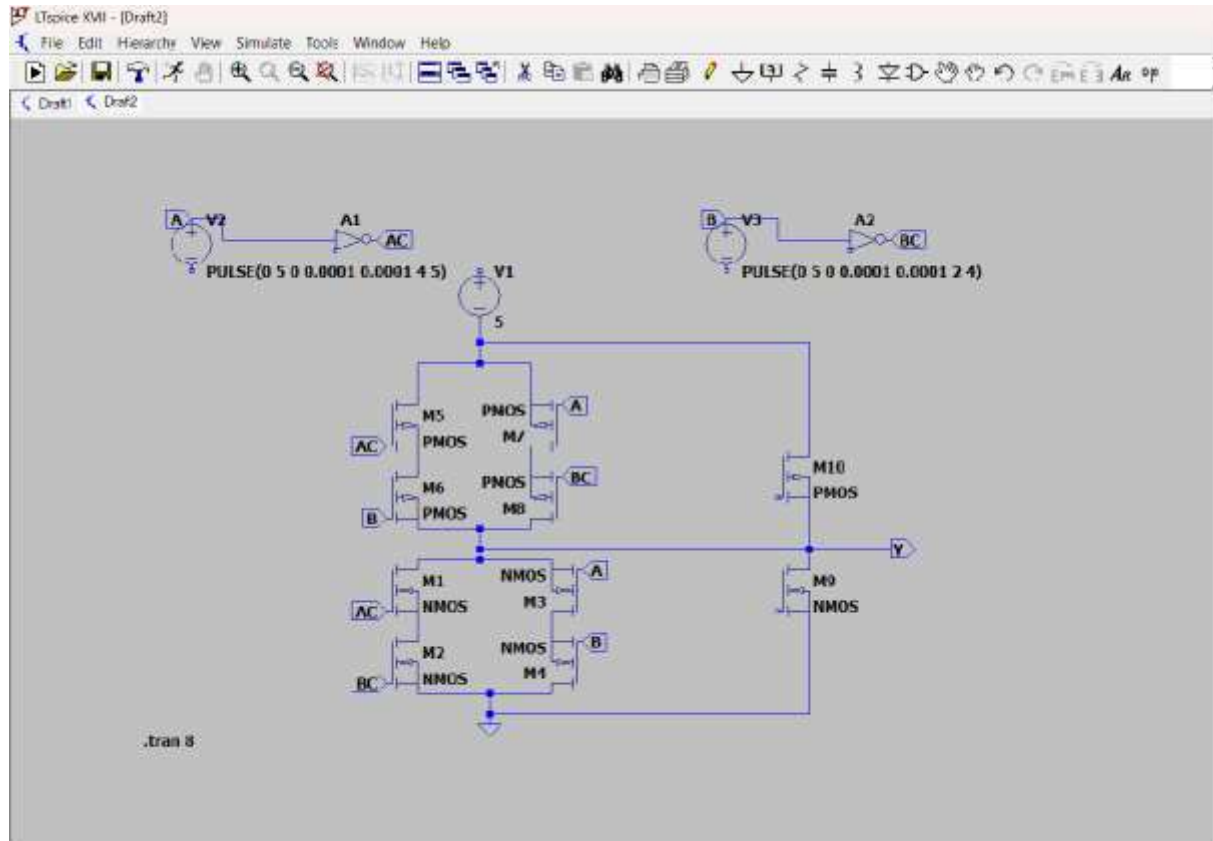 LTspice XVII - [Draft2]
File Edit Hierarchy View Simulate Tools Window Help
Draft1 Draft2
A V2 A1 AC
PULSE(0 5 0 0.0001 0.0001 4 5)
B V3 A2 BC
PULSE(0 5 0 0.0001 0.0001 2 4)
V1
5
M5 PMOS A
AC PMOS M7
M6 PMOS BC
B PMOS M8
M10
PMOS
Y
M1 NMOS A
AC NMOS M3
M2 NMOS B
BC NMOS M4
M9
NMOS
.tran 8